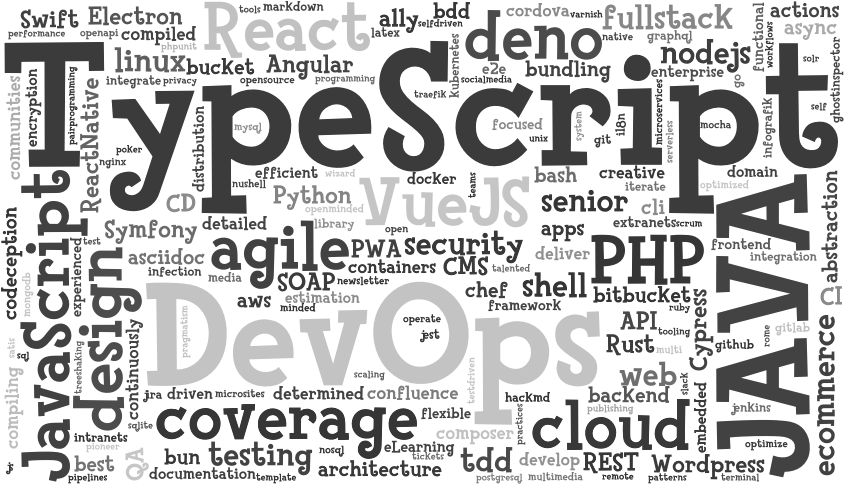 Swift
Electron
React
tools
markdown
ally
bdd
selfdriven
cordova
varnish
fullstack
functional
workflows
actions
async
performance
openapi
compiled
phpunit
latex
deno
native
graphql
nodejs
linux
bucket
Angular
Kubernetes
e2e
bundling
enterprise
go
solr
ghostinspector
communities
encryption
pairprogramming
integrate
privacy
opensource
programming
socialmedia
TypeScript
traefik
microservices
infografik
self
ReactNative
distribution
mysql
focused
unix
system
git
i18n
serverless
mocha
nginx
poker
efficient
wizard
docker
teams
bash
creative
domain
nushell
Python
iterate
optimized
CD
openminded
VueJS
senior
cli
Symfony
detailed
library
open
apps
extranets
scrum
JavaScript
test
agile
PWA
security
deliver
PHP
frontend
integration
abstraction
codeception
experienced
asciidoc
infection
media
SOAP
containers
CMS
talented
newsletter
mongodb
design
aws
estimation
minded
chef
shell
bitbucket
JAVA
CI
framework
ruby
DevOps
pragmatism
operate
jest
API
tooling
Cypress
Rust
multi
github
rome
gitlab
satis
sql
treeshaking
continuously
scaling
testdriven
web
slack
ecommerce
compiling
jra
driven
microsites
determined
confluence
hackmd
backend
publishing
embedded
jenkins
sqlite
coverage
flexible
practices
cloud
intranets
pioneer
composer
optimize
QA
bun
testing
nosql
eLearning
tickets
tdd
develop
REST
Wordpress
best
pipelines
documentation
template
architecture
postgresql
multimedia
remote
patterns
terminal